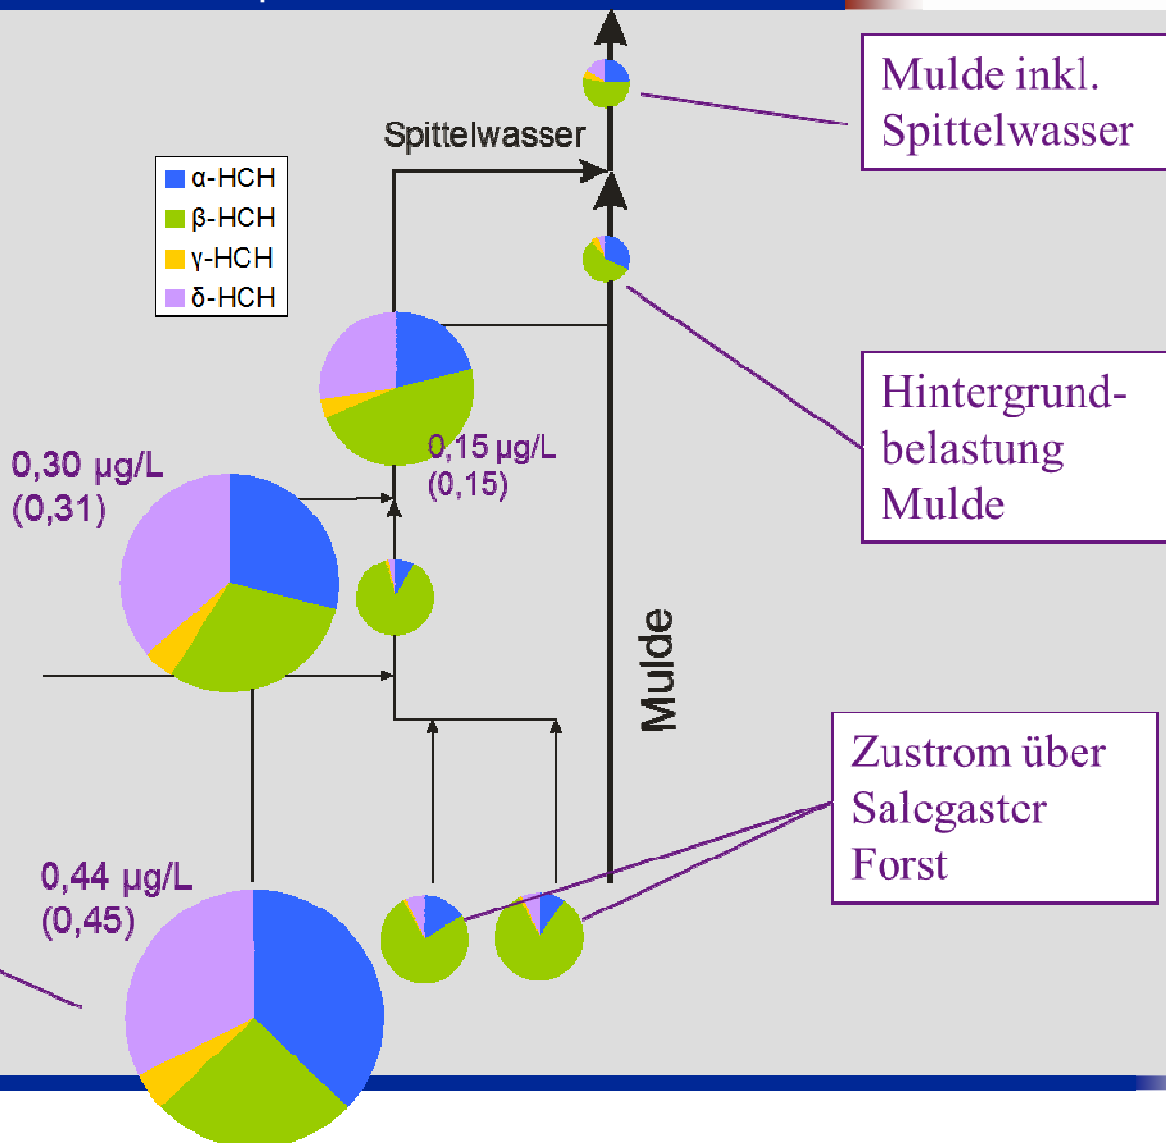 Mulde inkl.
Spittelwasser
Spittelwasser
α-HCH
β-HCH
γ-HCH
δ-HCH
Hintergrund-
belastung
Mulde
0,15 µg/L
(0,15)
0,30 µg/L
(0,31)
Mulde
Zustrom über
Salegaster
Forst
0,44 µg/L
(0,45)